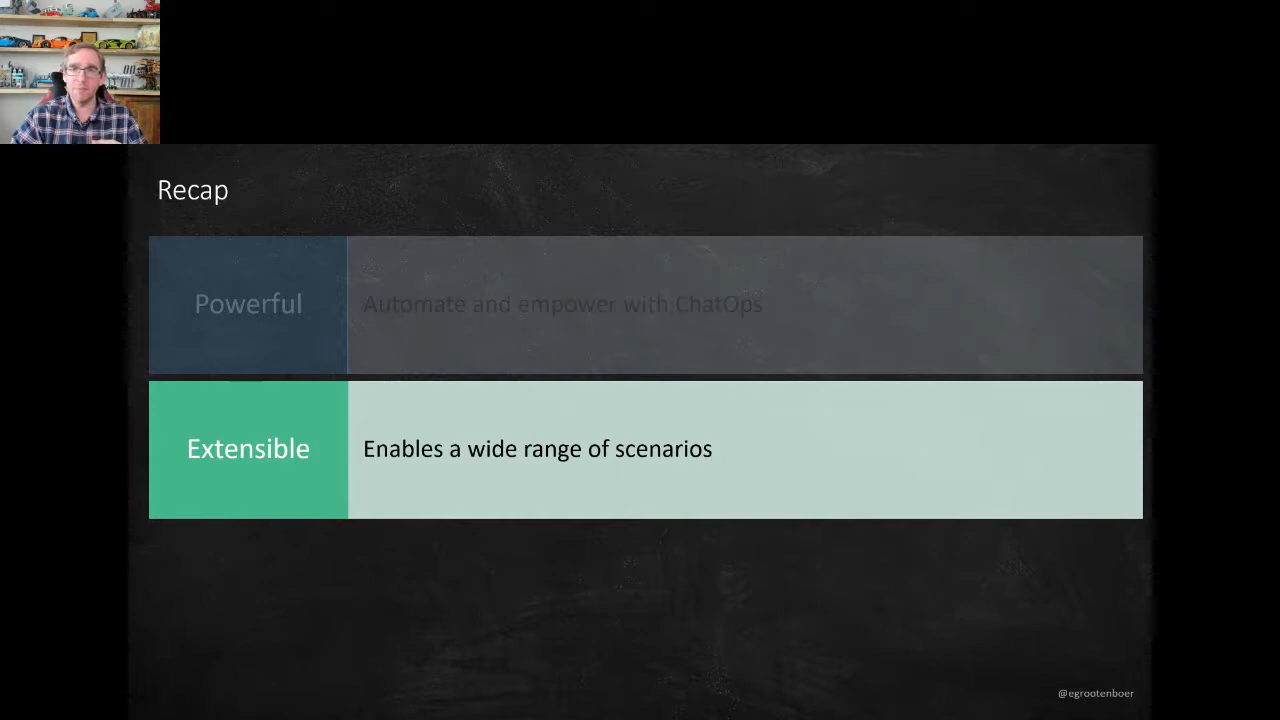 Recap
Powerful
Automate and empower with ChatOps
Extensible
Enables a wide range of scenarios
@egrootenboer